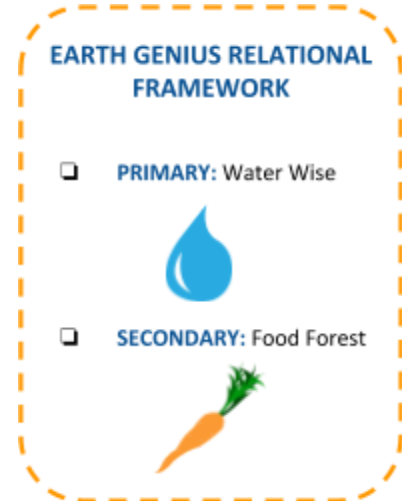 EARTH GENIUS RELATIONAL
FRAMEWORK
❏ PRIMARY: Water Wise
❏ SECONDARY: Food Forest